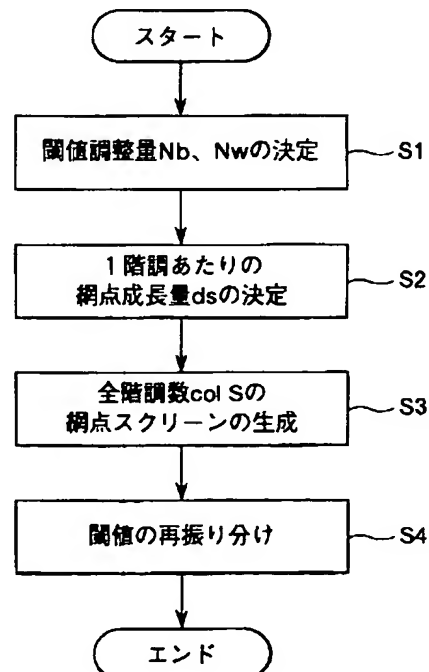 スタート
閾値調整量Nb、Nwの決定
S1
1階調あたりの
網点成長量dsの決定
S2
全階調数col Sの
網点スクリーンの生成
S3
閾値の再振り分け
S4
エンド